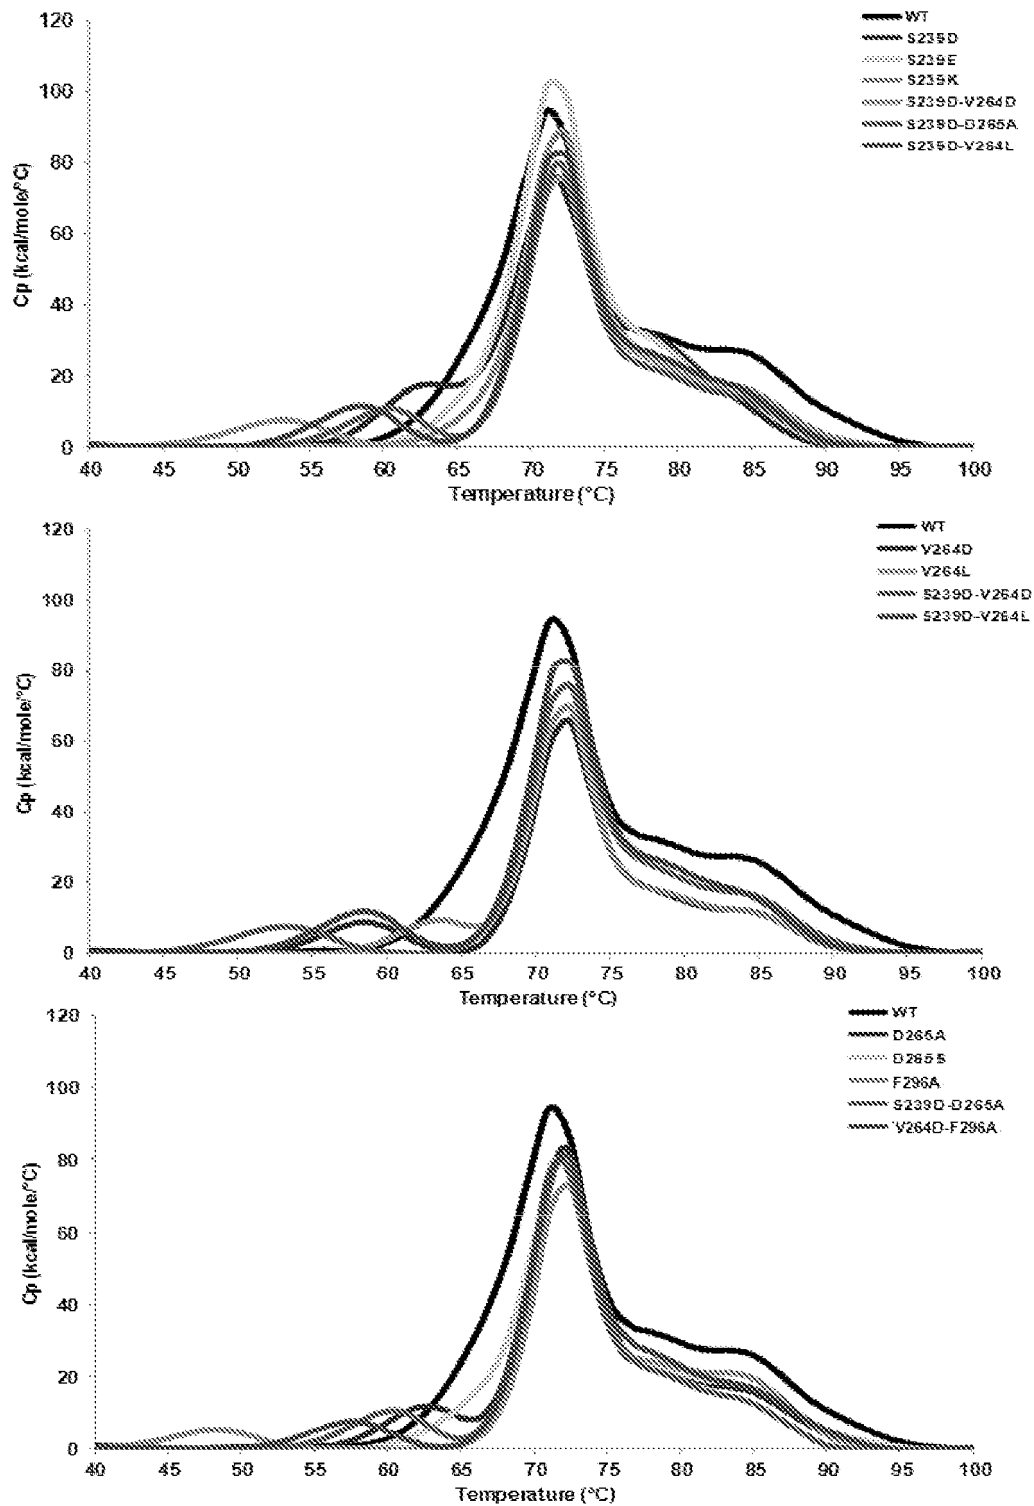 120
100
80
60
40
20
0
Cp (kcal/mole/°C)
40 45 50 55 60 65 70 75 80 85 90 95 100
Temperature (°C)
WT
S239D
S239E
S239K
S239D-V264D
S239D-D265A
S239D-V264L
120
100
80
60
40
20
0
Cp (kcal/mole/°C)
40 45 50 55 60 65 70 75 80 85 90 95 100
Temperature (°C)
WT
V264D
V264L
S239D-V264D
S239D-V264L
120
100
80
60
40
20
0
Cp (kcal/mole/°C)
40 45 50 55 60 65 70 75 80 85 90 95 100
Temperature (°C)
WT
D265A
D265S
F296A
S239D-D265A
V264D-F296A